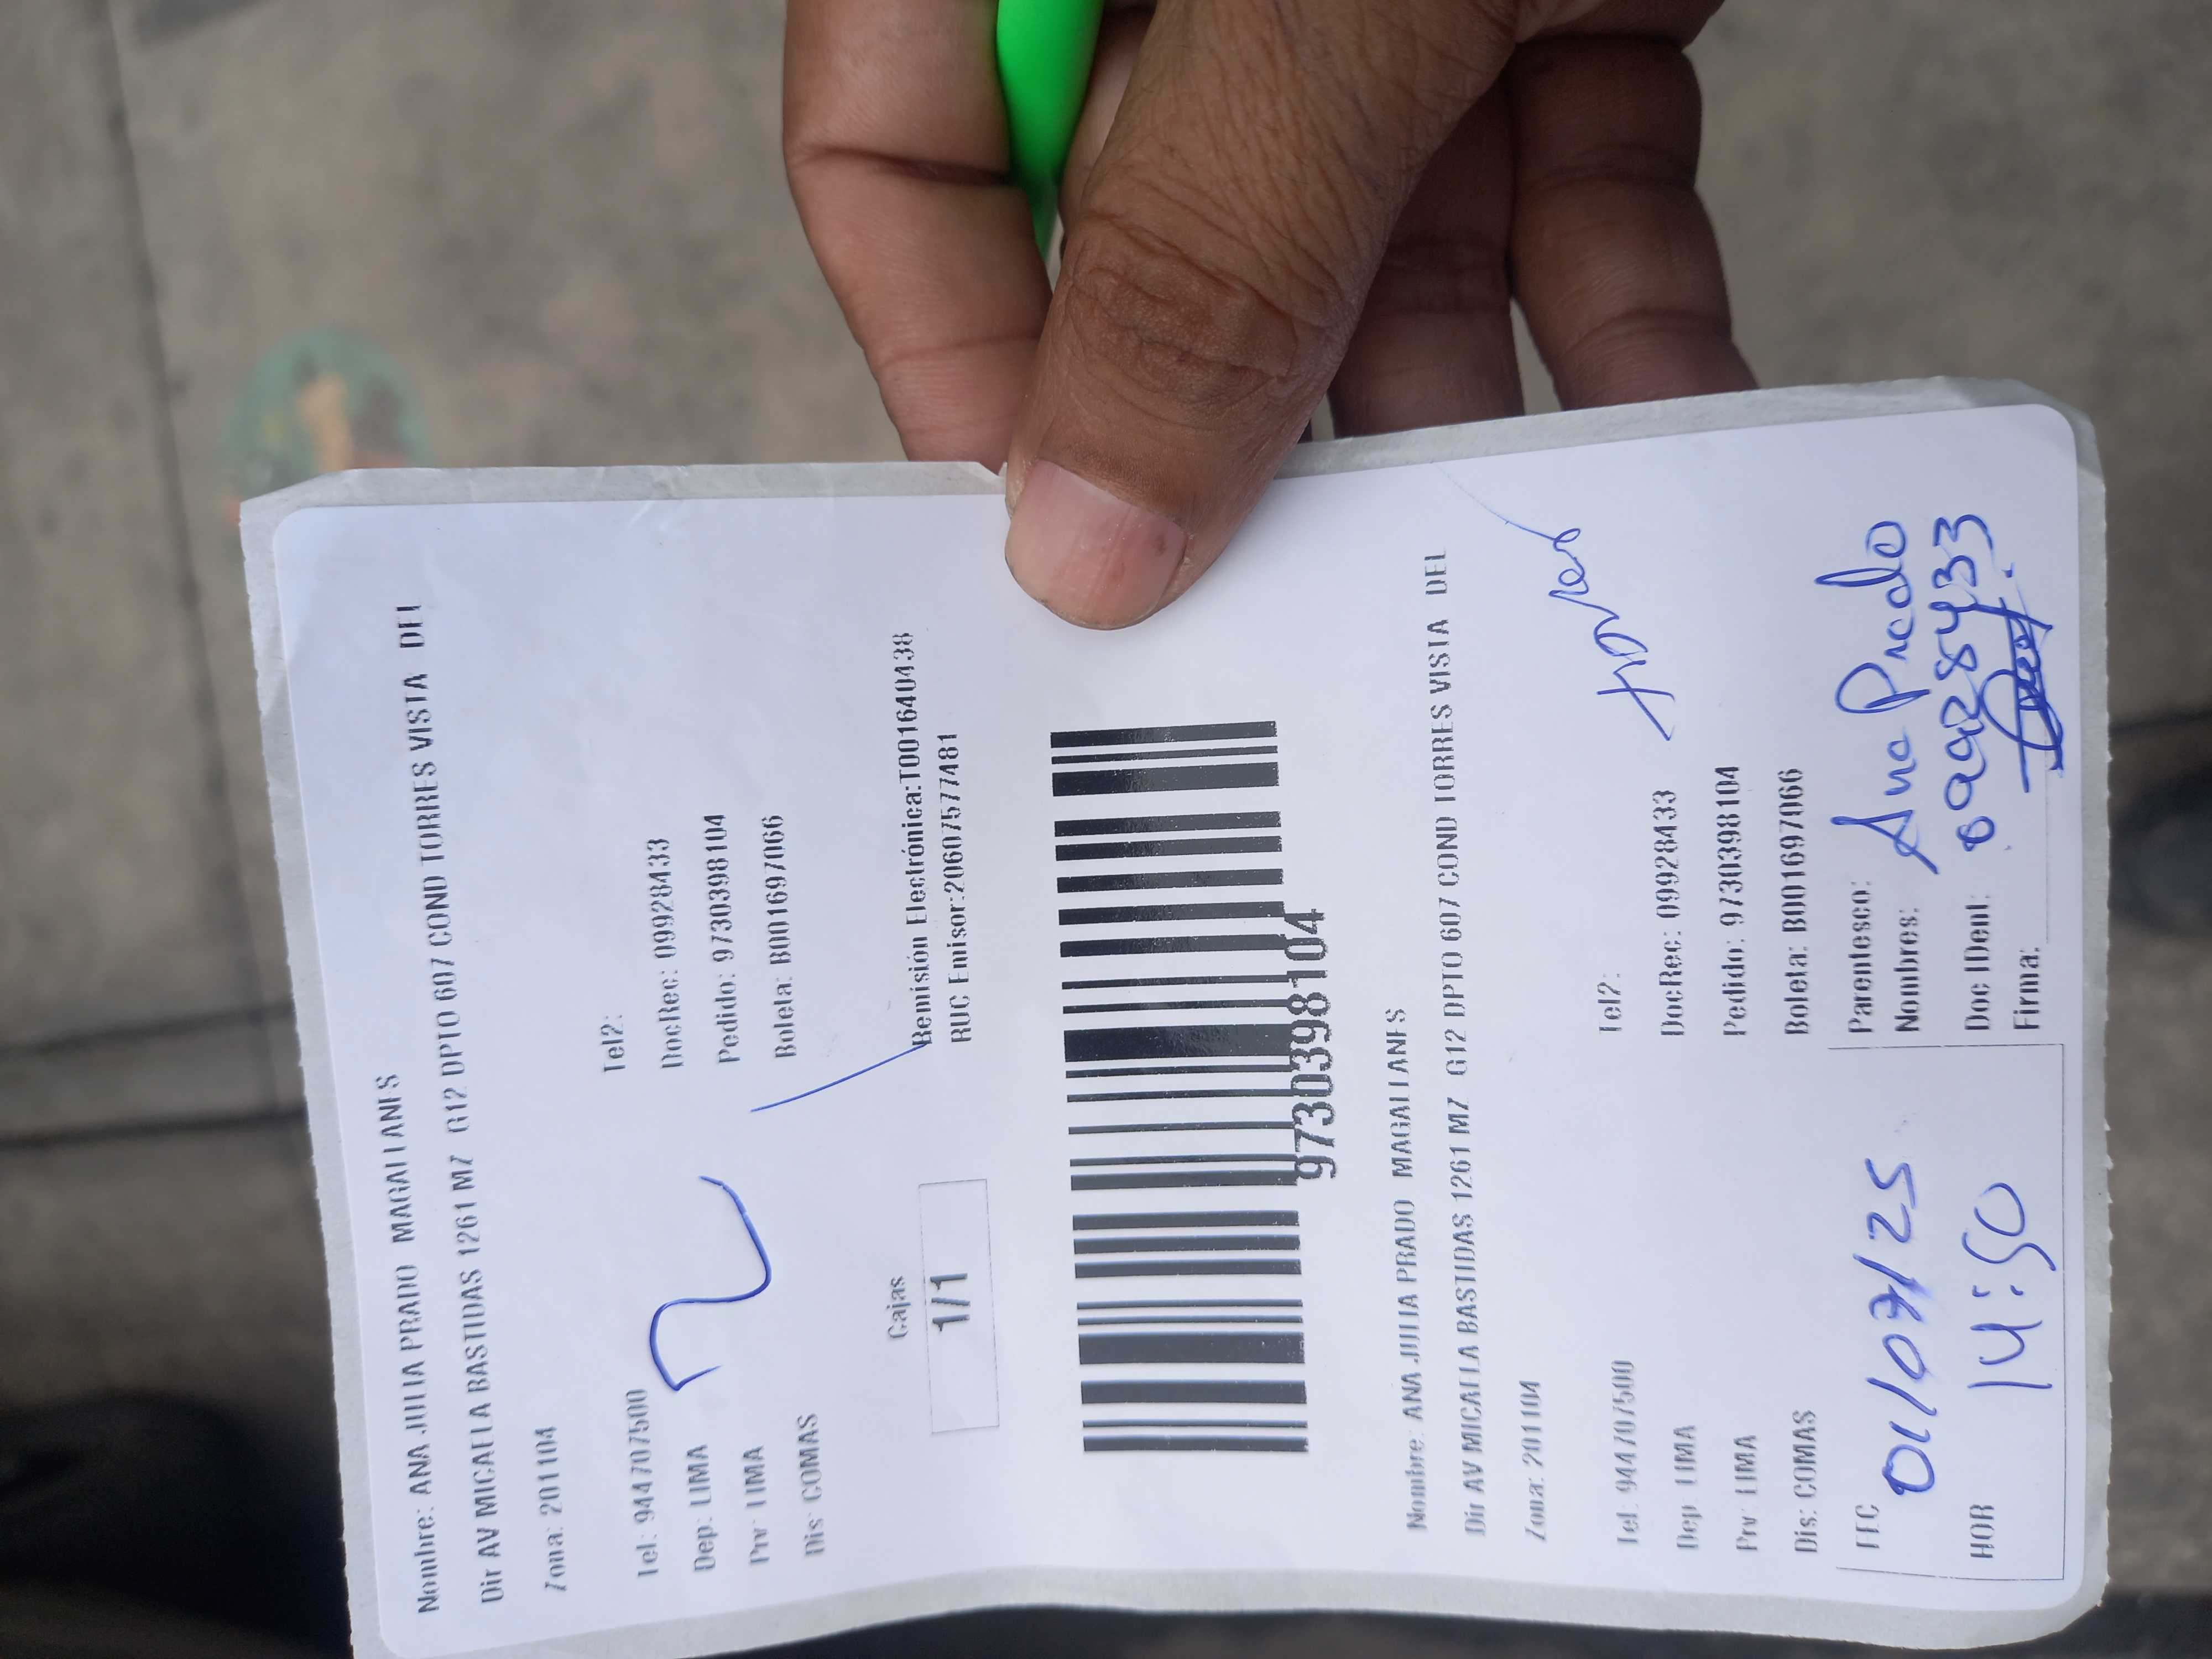 Nombre: ANA JULIA PRADO MAGALLANES
Dir AV MICAELA BASTIDAS 1261 MZ G12 DPTO 607 COND TORRES VISTA DEL
Zona: 201104
Tel: 944707500 Tel2:
Dep: LIMA DocRec: 09928433
Prv: LIMA Pedido: 9730398104
Dis: COMAS Boleta: B001697066
Cajas
1/1
Remisión Electrónica:T001640438
RUC Emisor:20607577481
9730398104
Nombre: ANA JULIA PRADO MAGALLANES
Dir AV MICAELA BASTIDAS 1261 MZ G12 DPTO 607 COND TORRES VISTA DEL
Zona: 201104
Tel: 944707500 Tel2:
Dep: LIMA DocRec: 09928433
Prv: LIMA Pedido: 9730398104
Dis: COMAS Boleta: B001697066
FEC 01/07/25
HOR 14:50
Parentesco:
Nombres: Ana Prado
Doc IDent: 09928433
Firma: